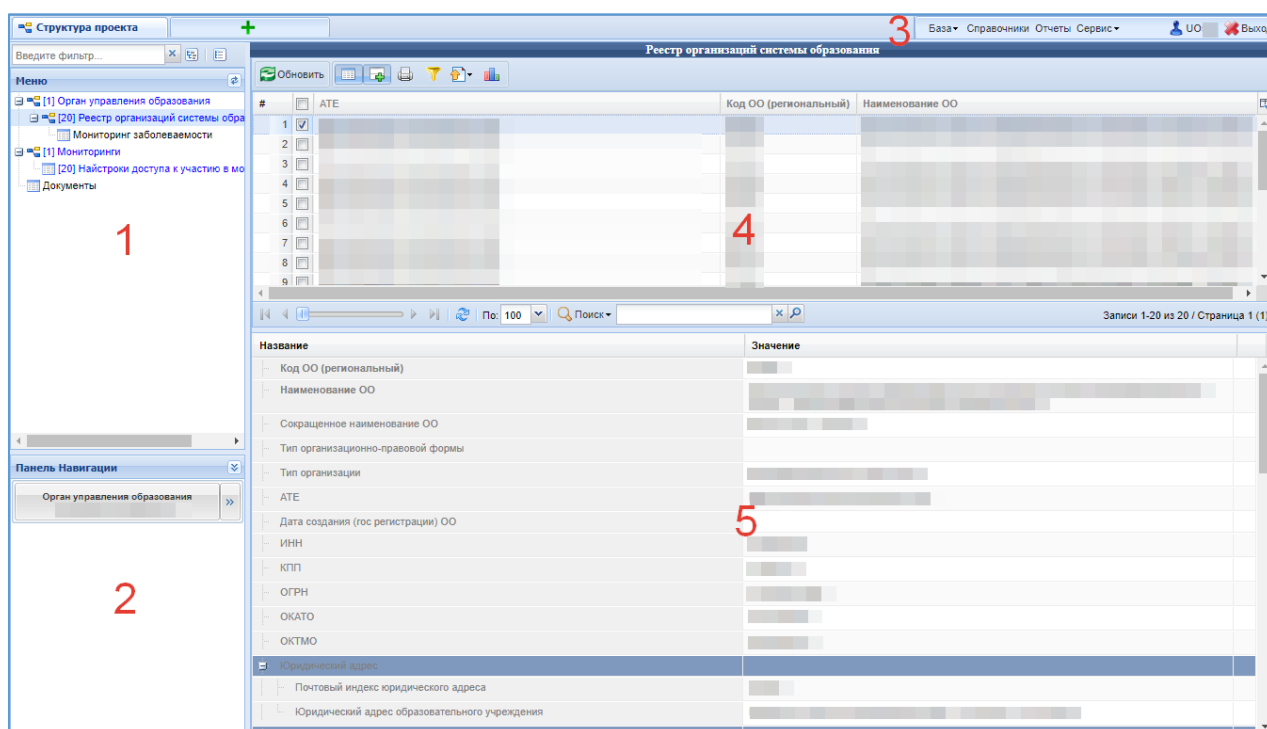 Структура проекта
3
База Справочники Отчеты Сервис UO Выход
Введите фильтр...
Реестр организаций системы образования
Меню
Обновить
[1] Орган управления образования
[20] Реестр организаций системы обра
Мониторинг заболеваемости
[1] Мониторинги
[20] Найстроки доступа к участию в мо
Документы
1
# АТЕ Код ОО (региональный) Наименование ОО
1
2
3
4
5
6
7
8
9
4
По: 100 Поиск Записи 1-20 из 20 / Страница 1 (1)
Панель Навигации
Орган управления образования
2
Название Значение
Код ОО (региональный)
Наименование ОО
Сокращенное наименование ОО
Тип организационно-правовой формы
Тип организации
АТЕ
Дата создания (гос регистрации) ОО
5
ИНН
КПП
ОГРН
ОКАТО
ОКТМО
Юридический адрес
Почтовый индекс юридического адреса
Юридический адрес образовательного учреждения